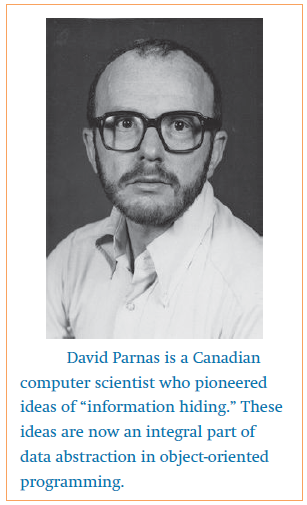 David Parnas is a Canadian
computer scientist who pioneered
ideas of “information hiding.” These
ideas are now an integral part of
data abstraction in object-oriented
programming.